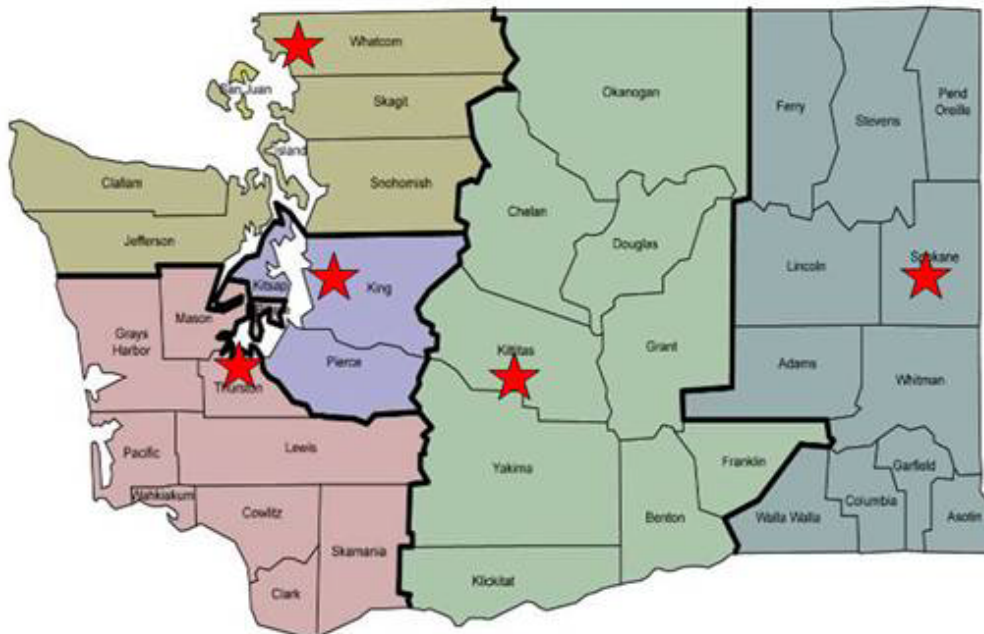 Whatcom
San Juan
Skagit
Okanogan
Ferry
Stevens
Pend
Oreille
Island
Snohomish
Clallam
Chelan
Jefferson
Douglas
Spokane
Lincoln
Kitsap
King
Mason
Grays
Harbor
Kittitas
Grant
Pierce
Adams
Thurston
Whitman
Pacific
Lewis
Yakima
Franklin
Garfield
Wahkiakum
Cowlitz
Benton
Walla Walla
Columbia
Asotin
Skamania
Klickitat
Clark